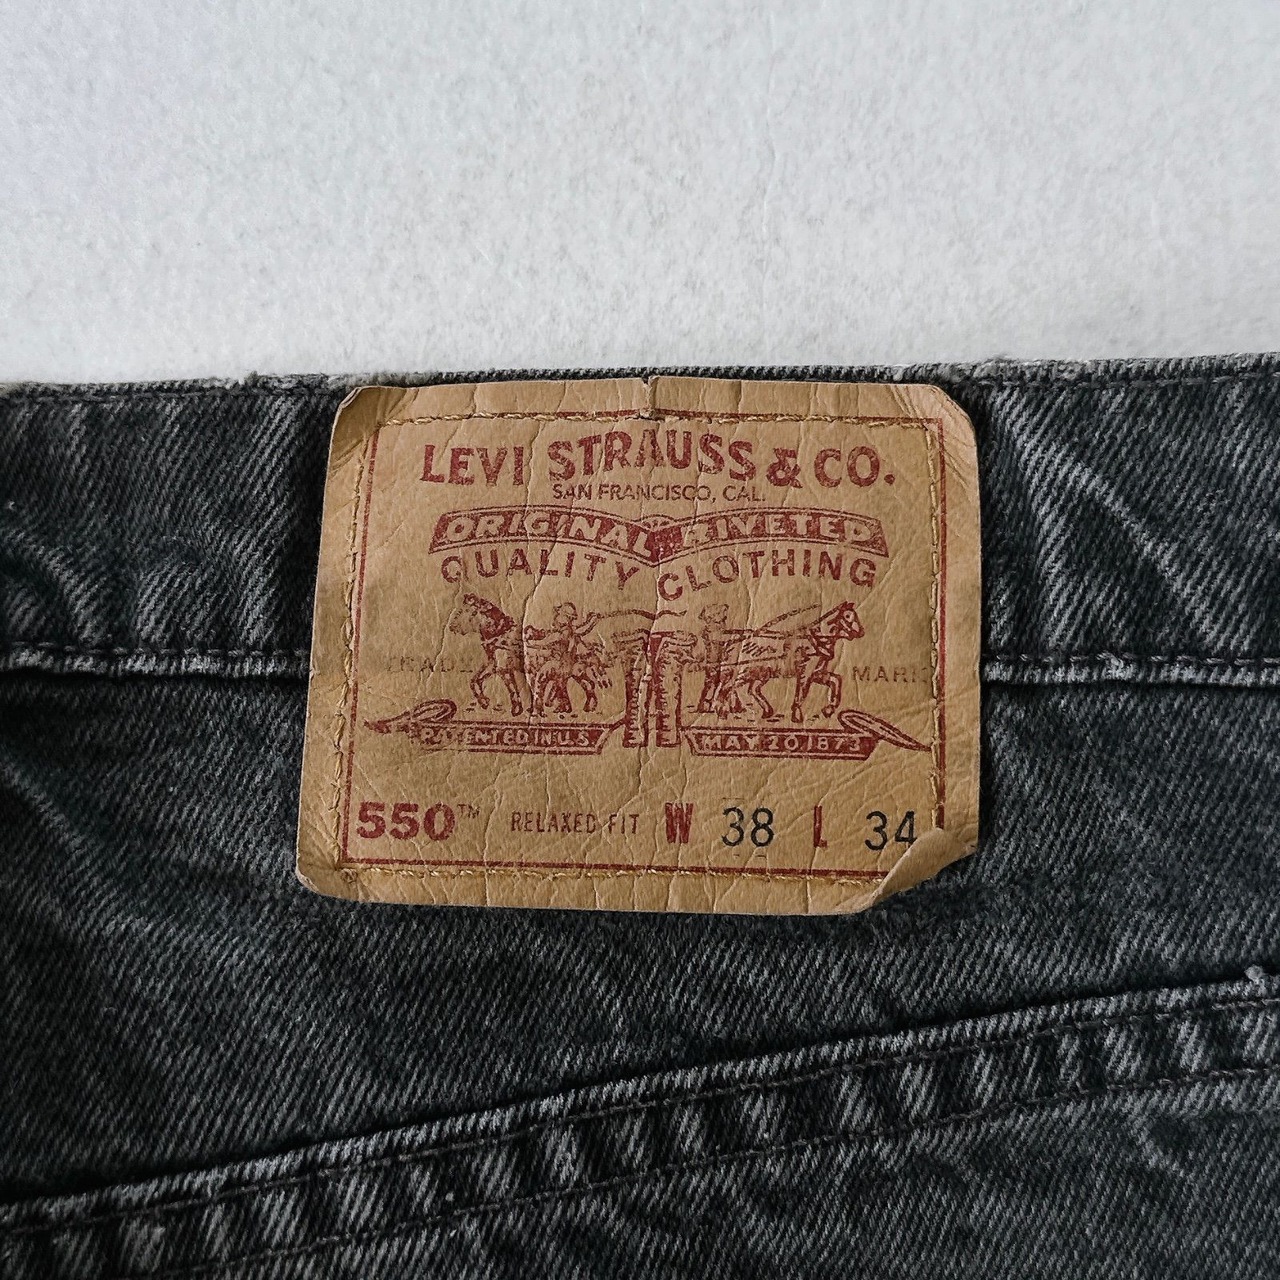 LEVI STRAUSS & CO.
SAN FRANCISCO, CAL.
ORIGINAL RIVETED
QUALITY CLOTHING
TRADE MARK
PATENTED IN U.S. MAY 20 1873
550™ RELAXED FIT W 38 L 34